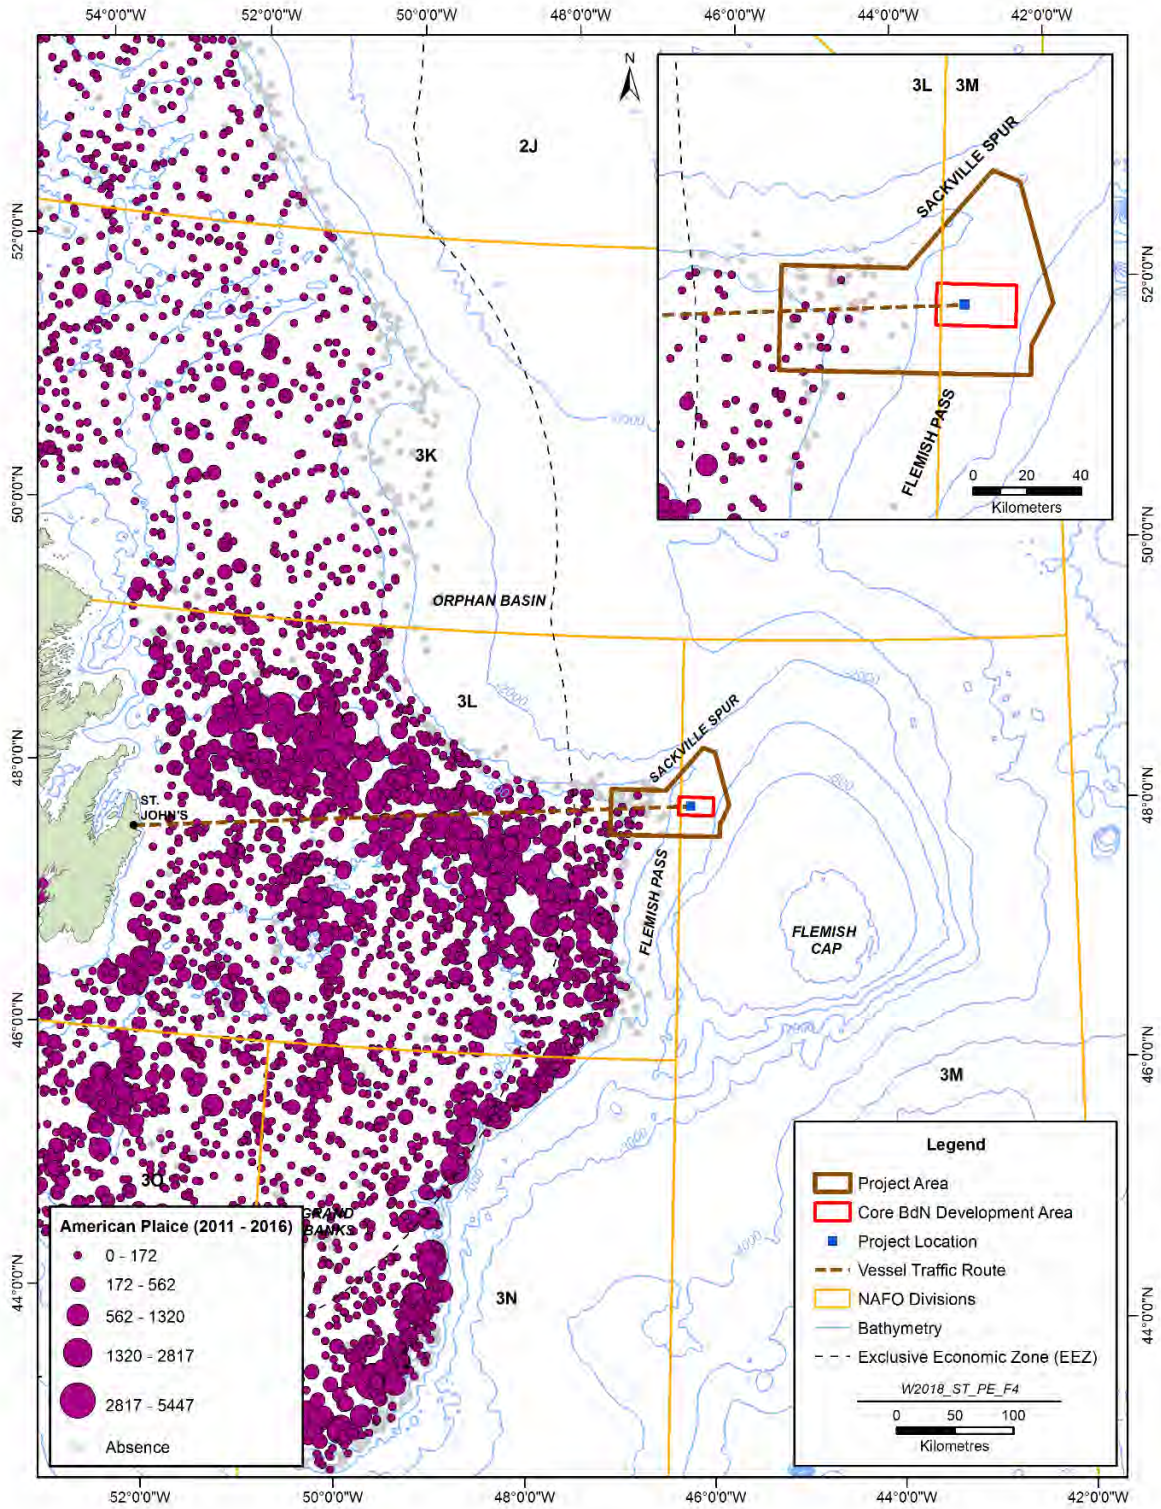 54°0'0"W 52°0'0"W 50°0'0"W 48°0'0"W 46°0'0"W 44°0'0"W 42°0'0"W
N
2J
3L 3M
SACKVILLE SPUR
FLEMISH PASS
0 20 40
Kilometers
52°0'0"N
52°0'0"N
3K
50°0'0"N
50°0'0"N
ORPHAN BASIN
3L
-2000
-2000
SACKVILLE SPUR
48°0'0"N
48°0'0"N
ST.
JOHN'S
FLEMISH PASS
FLEMISH
CAP
46°0'0"N
46°0'0"N
3M
3O
GRAND
BANKS
3N
44°0'0"N
44°0'0"N
American Plaice (2011 - 2016)
0 - 172
172 - 562
562 - 1320
1320 - 2817
2817 - 5447
Absence
Legend
Project Area
Core BdN Development Area
Project Location
Vessel Traffic Route
NAFO Divisions
Bathymetry
Exclusive Economic Zone (EEZ)
W2018_ST_PE_F4
0 50 100
Kilometres
52°0'0"W 50°0'0"W 48°0'0"W 46°0'0"W 44°0'0"W 42°0'0"W